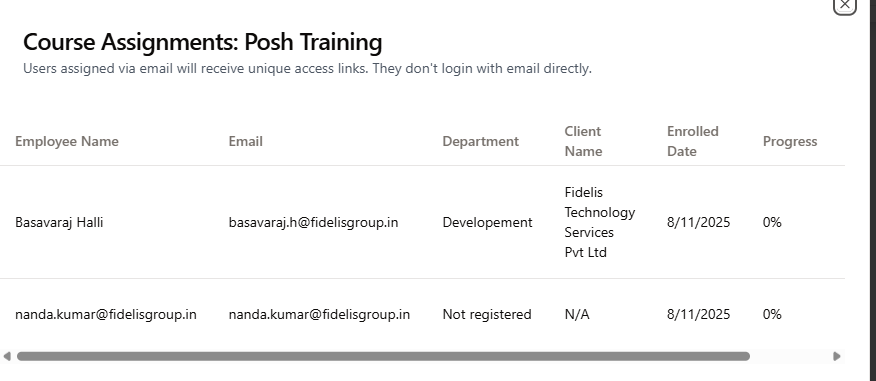 Course Assignments: Posh Training
Users assigned via email will receive unique access links. They don't login with email directly.
Employee Name Email Department Client Name Enrolled Date Progress
Basavaraj Halli basavaraj.h@fidelisgroup.in Developement Fidelis Technology Services Pvt Ltd 8/11/2025 0%
nanda.kumar@fidelisgroup.in nanda.kumar@fidelisgroup.in Not registered N/A 8/11/2025 0%